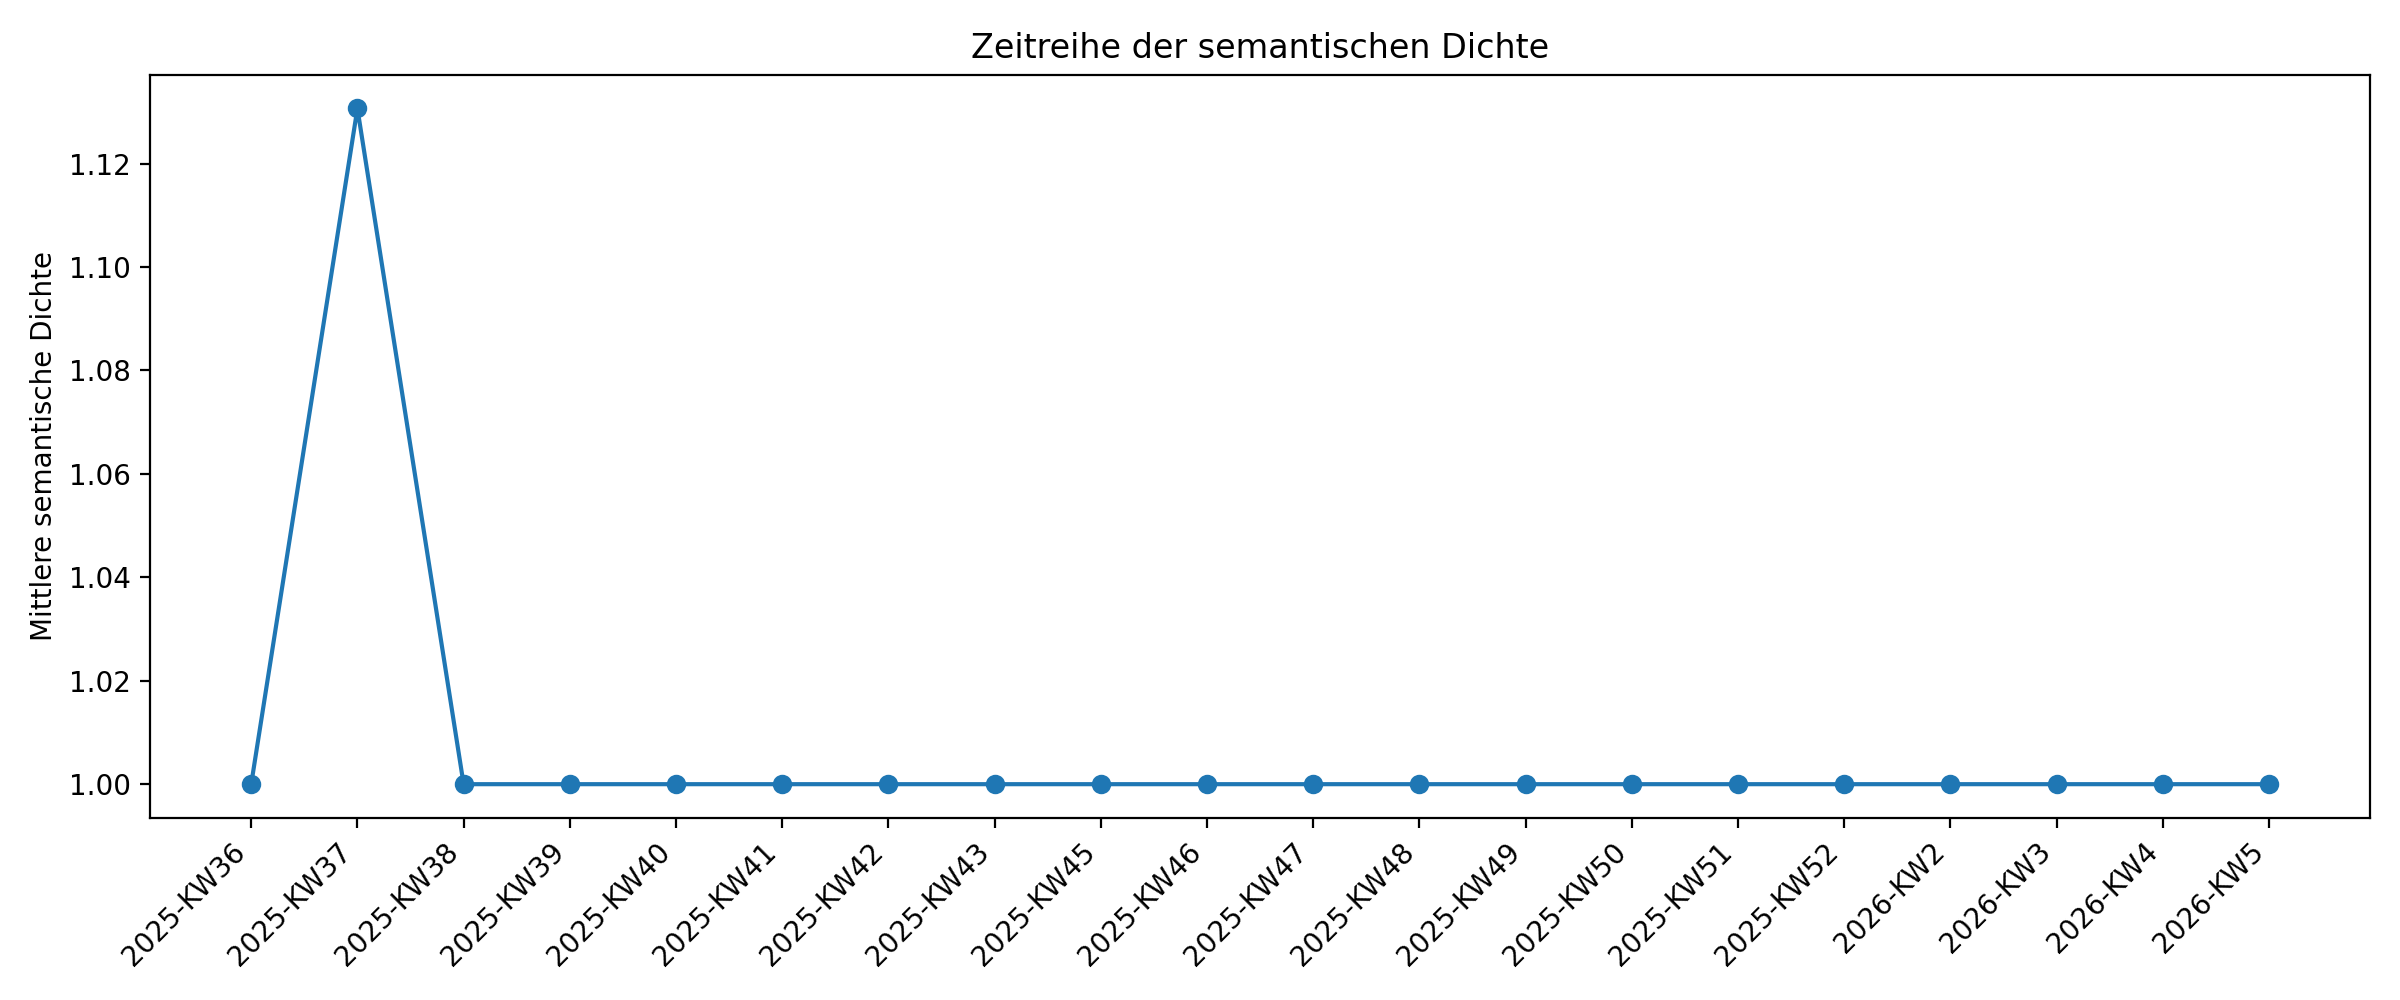 Zeitreihe der semantischen Dichte
Mittlere semantische Dichte
1.12
1.10
1.08
1.06
1.04
1.02
1.00
2025-KW36
2025-KW37
2025-KW38
2025-KW39
2025-KW40
2025-KW41
2025-KW42
2025-KW43
2025-KW45
2025-KW46
2025-KW47
2025-KW48
2025-KW49
2025-KW50
2025-KW51
2025-KW52
2026-KW2
2026-KW3
2026-KW4
2026-KW5